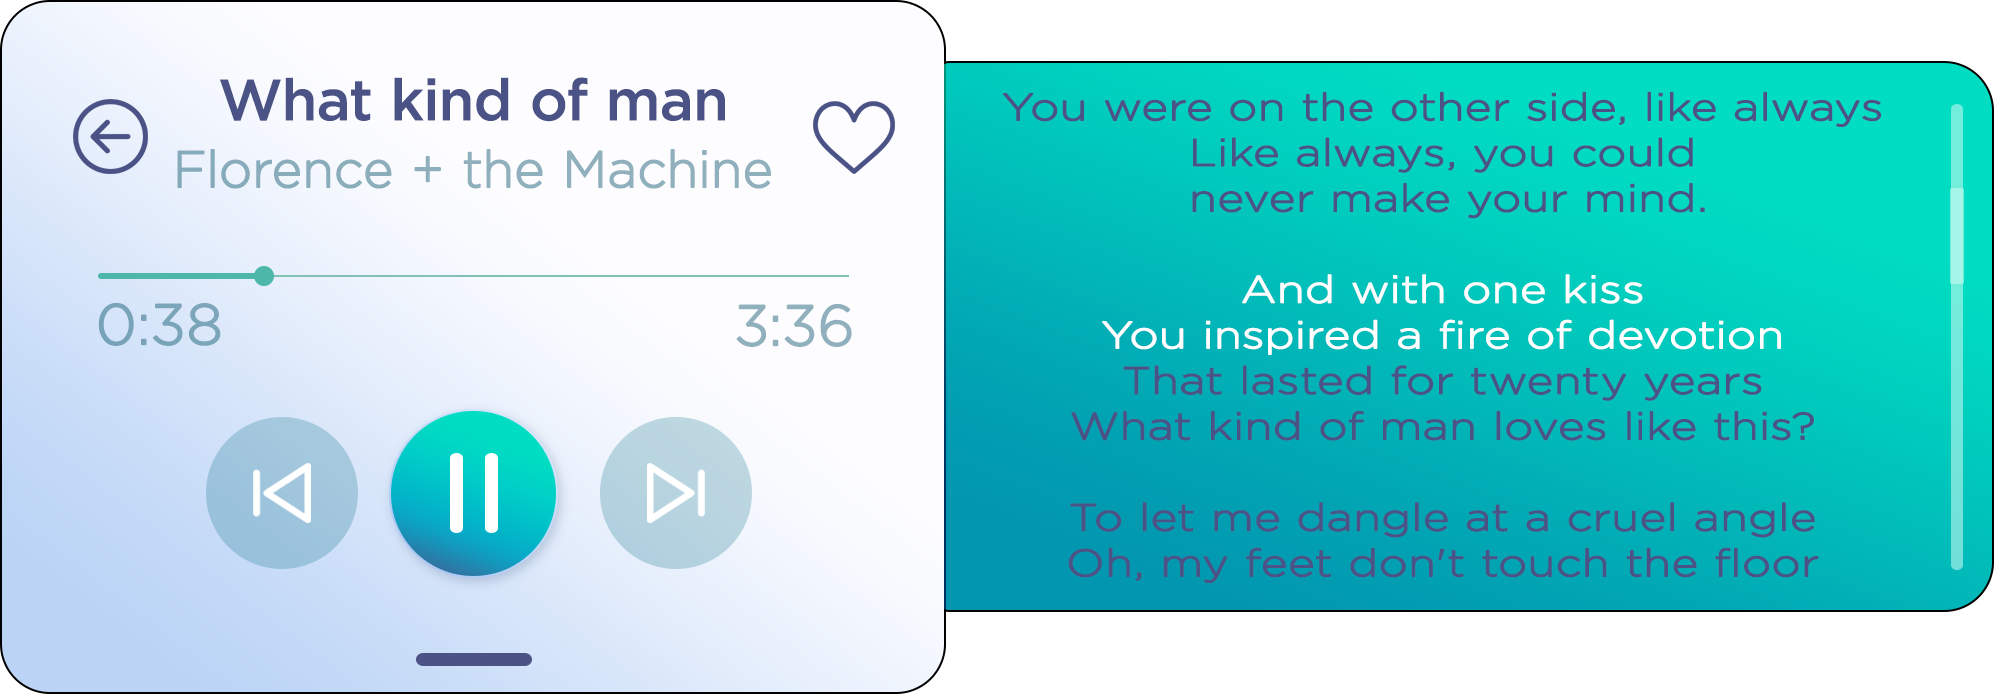 What kind of man
Florence + the Machine
0:38
3:36
You were on the other side, like always
Like always, you could
never make your mind.
And with one kiss
You inspired a fire of devotion
That lasted for twenty years
What kind of man loves like this?
To let me dangle at a cruel angle
Oh, my feet don't touch the floor